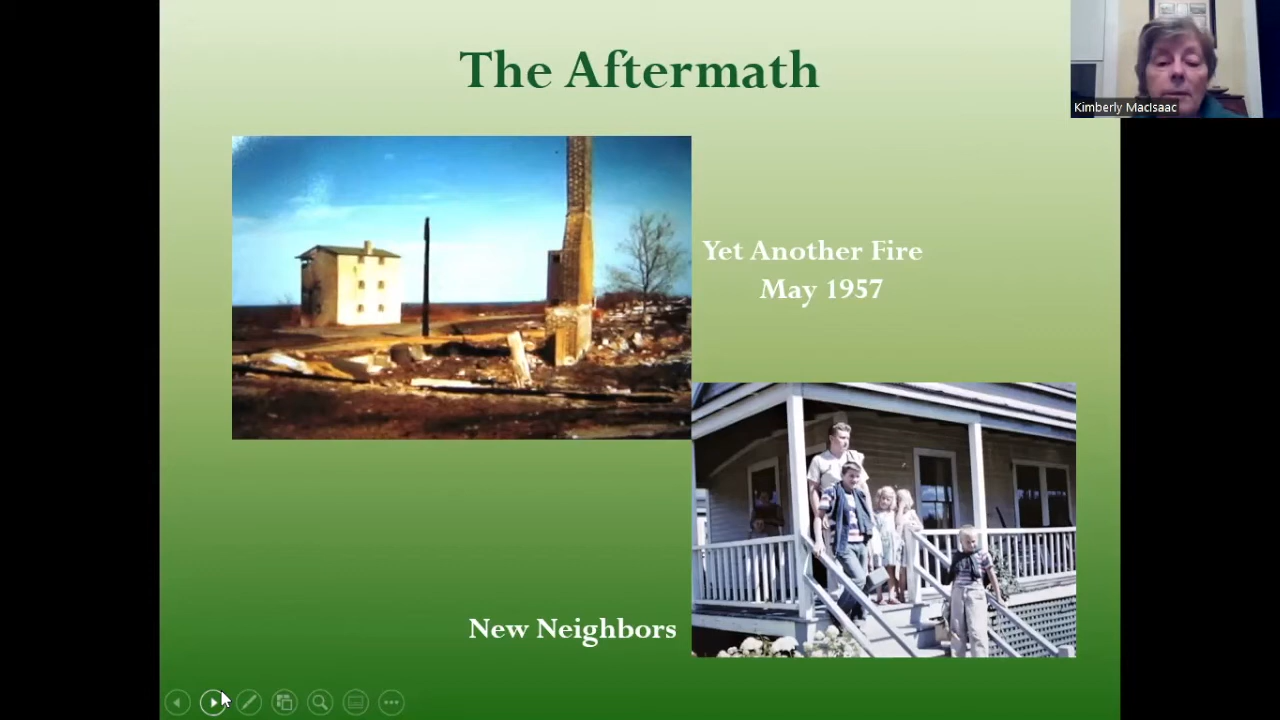 The Aftermath
Kimberly MacIsaac
Yet Another Fire
May 1957
New Neighbors